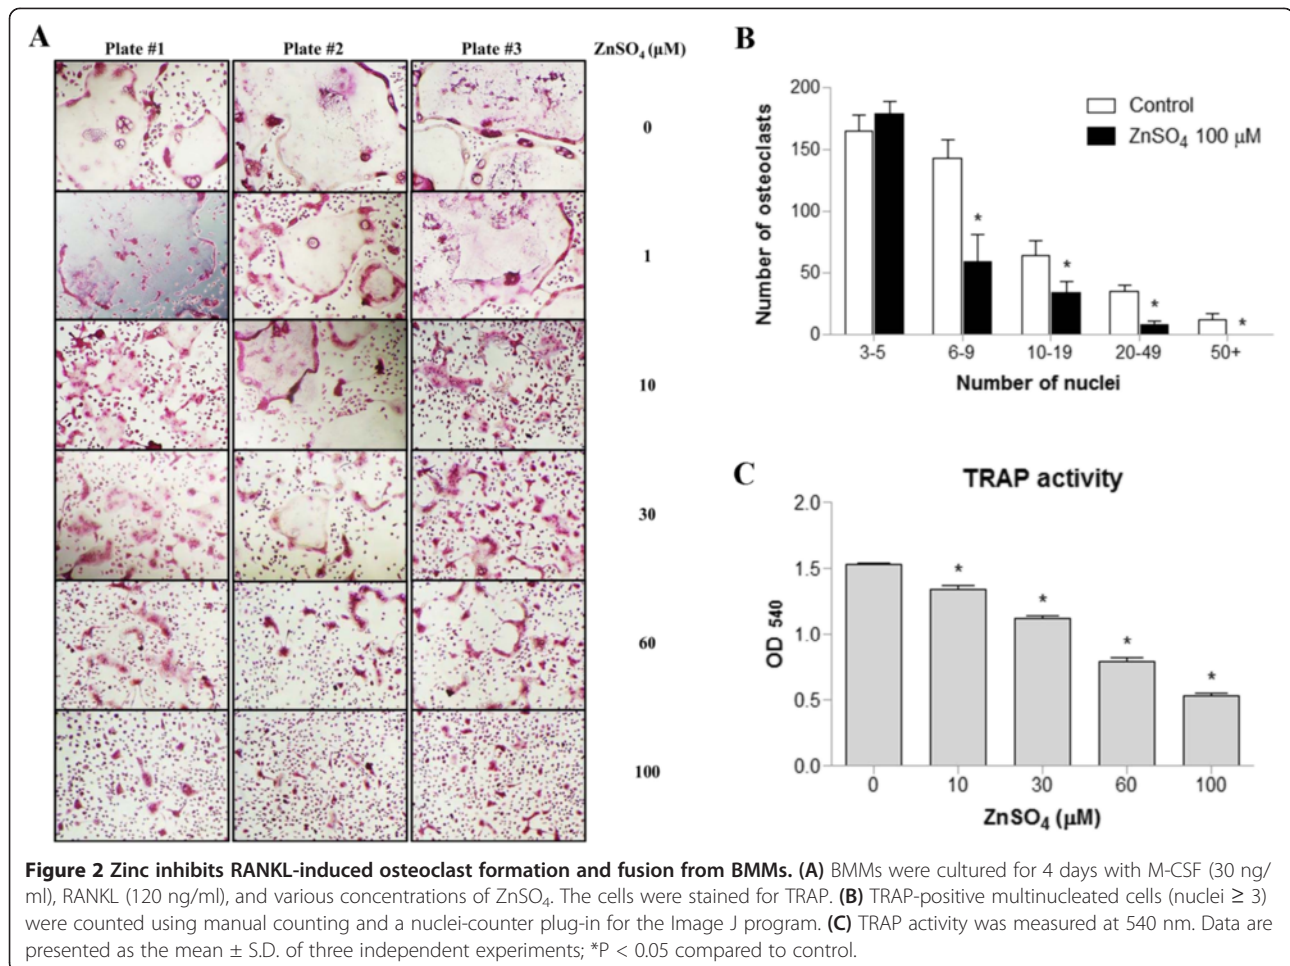 A
Plate #1 Plate #2 Plate #3 ZnSO₄ (µM)
0
1
10
30
60
100
B
Number of osteoclasts
200
150
100
50
0
Control
ZnSO₄ 100 µM
* * * *
3-5 6-9 10-19 20-49 50+
Number of nuclei
C
TRAP activity
OD 540
2.0
1.5
1.0
0.5
0.0
* * * *
0 10 30 60 100
ZnSO₄ (µM)
Figure 2 Zinc inhibits RANKL-induced osteoclast formation and fusion from BMMs. (A) BMMs were cultured for 4 days with M-CSF (30 ng/
ml), RANKL (120 ng/ml), and various concentrations of ZnSO₄. The cells were stained for TRAP. (B) TRAP-positive multinucleated cells (nuclei ≥ 3)
were counted using manual counting and a nuclei-counter plug-in for the Image J program. (C) TRAP activity was measured at 540 nm. Data are
presented as the mean ± S.D. of three independent experiments; *P < 0.05 compared to control.